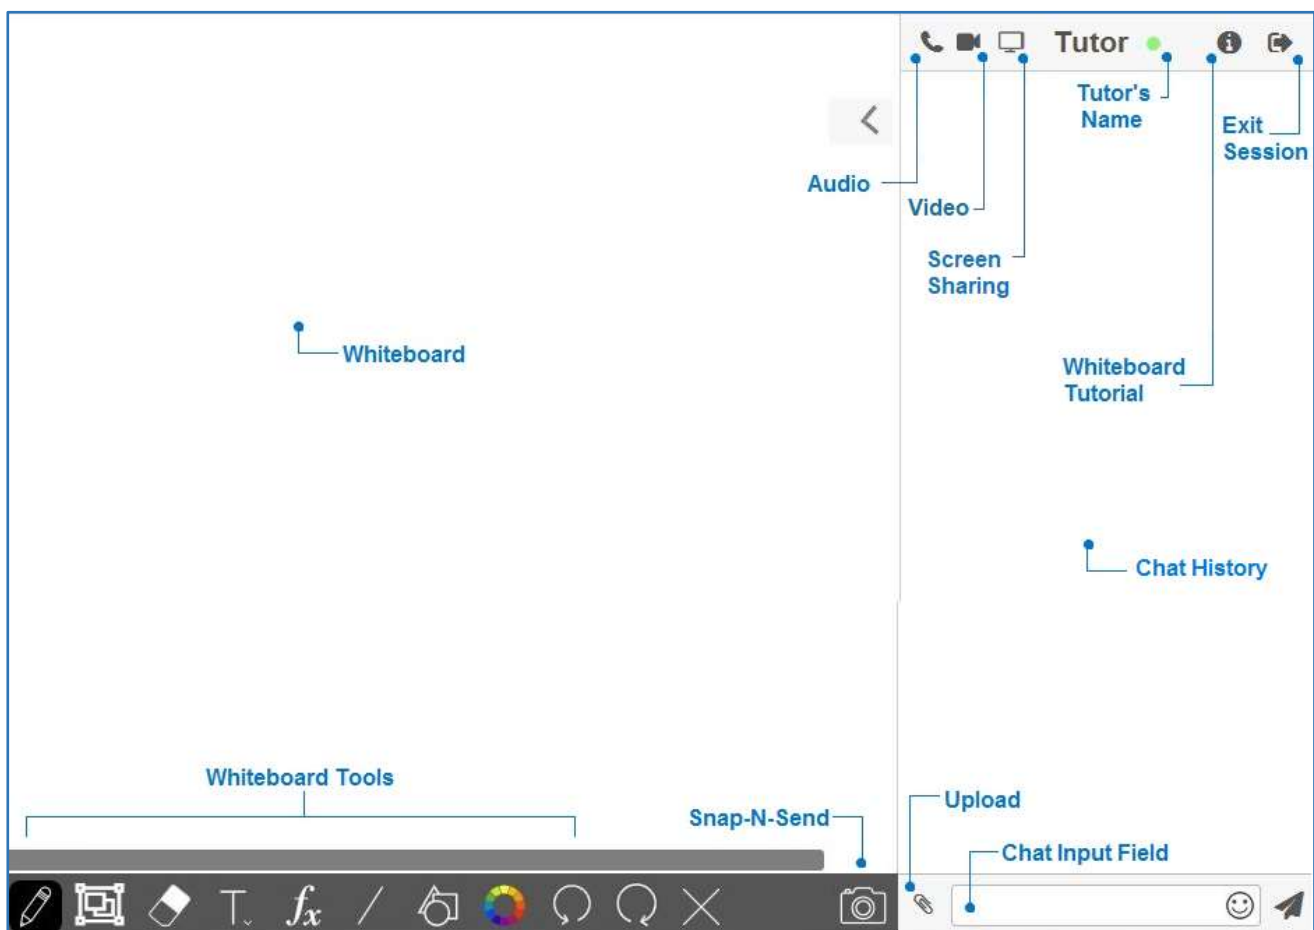 Tutor
Tutor's
Name
Exit
Session
Audio
Video
Screen
Sharing
Whiteboard
Whiteboard
Tutorial
Chat History
Whiteboard Tools
Snap-N-Send
Upload
Chat Input Field
T
fx